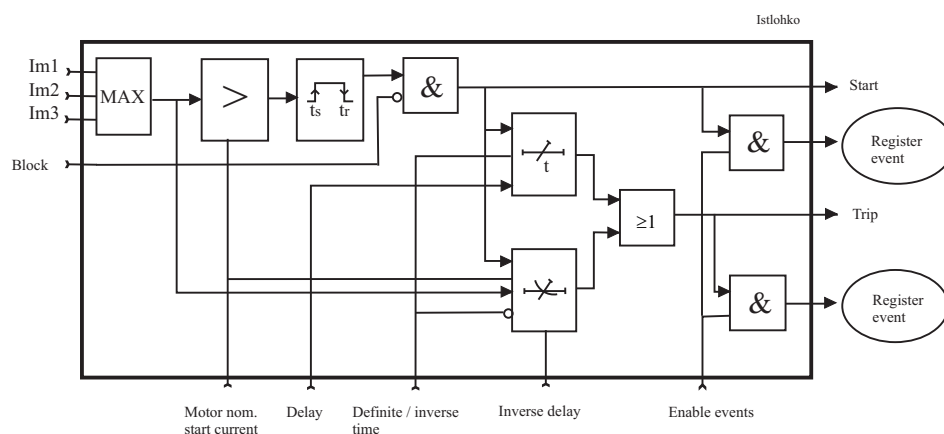 Istlohko
Im1
Im2
Im3
MAX
>
ts
tr
&
Start
Block
t
&
Register
event
≥1
Trip
&
Register
event
Motor nom.
start current
Delay
Definite / inverse
time
Inverse delay
Enable events